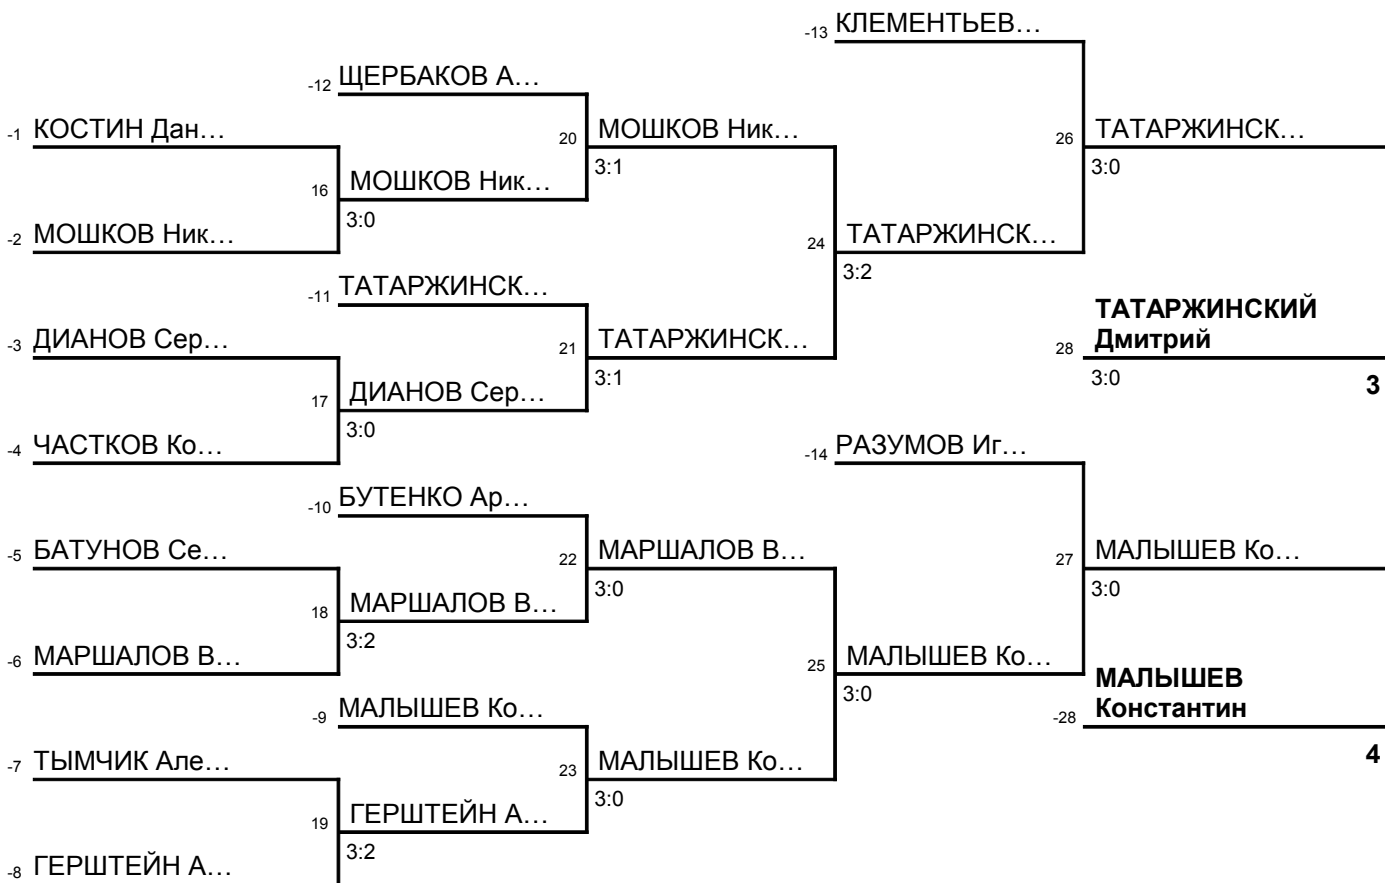 -13 КЛЕМЕНТЬЕВ…
-12 ЩЕРБАКОВ А…
-1 КОСТИН Дан…
20 МОШКОВ Ник…
26 ТАТАРЖИНСК…
3:1
3:0
16 МОШКОВ Ник…
3:0
-2 МОШКОВ Ник…
24 ТАТАРЖИНСК…
3:2
-11 ТАТАРЖИНСК…
ТАТАРЖИНСКИЙ
-3 ДИАНОВ Сер…
21 ТАТАРЖИНСК…
28 Дмитрий
3:1
3:0
3
17 ДИАНОВ Сер…
3:0
-4 ЧАСТКОВ Ко…
-14 РАЗУМОВ Иг…
-10 БУТЕНКО Ар…
-5 БАТУНОВ Се…
22 МАРШАЛОВ В…
27 МАЛЫШЕВ Ко…
3:0
3:0
18 МАРШАЛОВ В…
3:2
-6 МАРШАЛОВ В…
25 МАЛЫШЕВ Ко…
3:0
МАЛЫШЕВ
-9 МАЛЫШЕВ Ко…
-28 Константин
4
-7 ТЫМЧИК Але…
23 МАЛЫШЕВ Ко…
3:0
19 ГЕРШТЕЙН А…
3:2
-8 ГЕРШТЕЙН А…